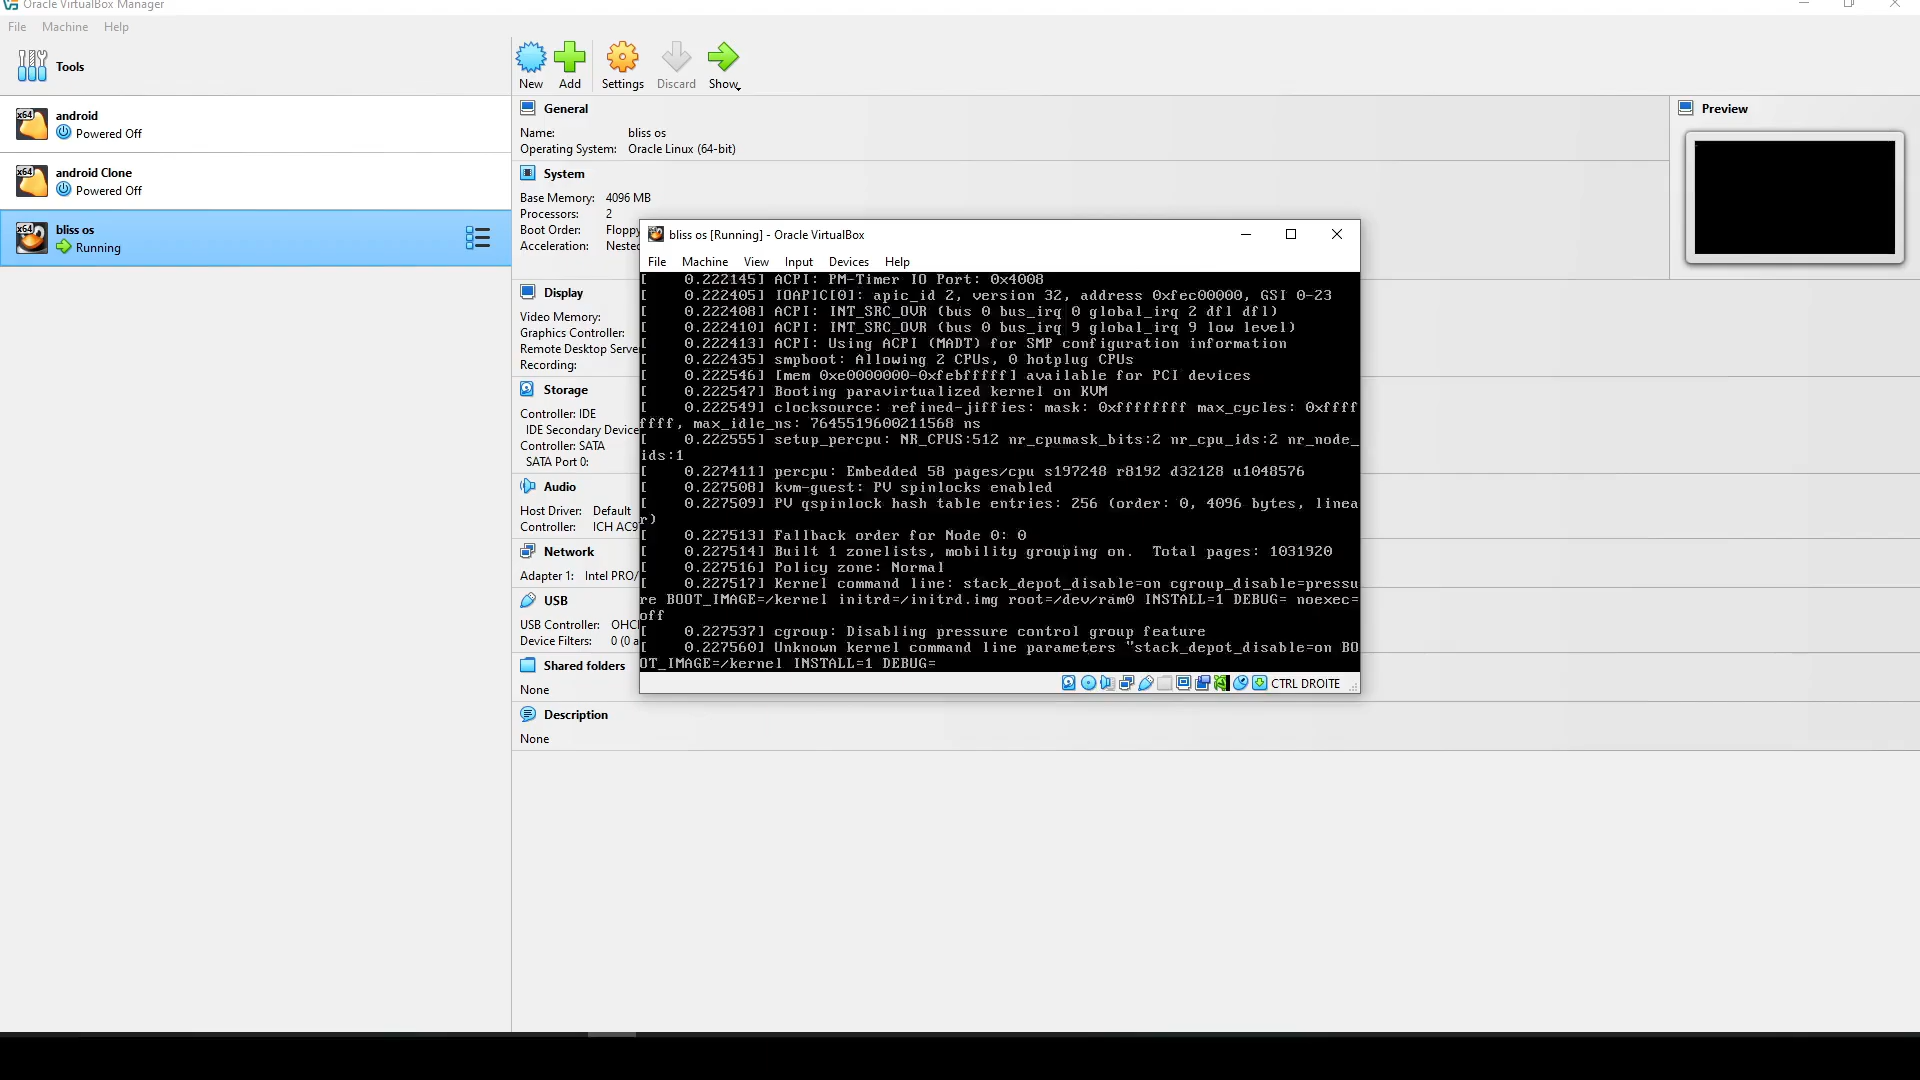 Oracle VirtualBox Manager
File Machine Help
Tools
New Add Settings Discard Show
x64 android
Powered Off
x64 android Clone
Powered Off
x64 bliss os
Running
General
Name: bliss os
Operating System: Oracle Linux (64-bit)
System
Base Memory: 4096 MB
Processors: 2
Boot Order: Floppy
Acceleration: Neste
Display
Video Memory:
Graphics Controller:
Remote Desktop Serve
Recording:
Storage
Controller: IDE
IDE Secondary Device
Controller: SATA
SATA Port 0:
Audio
Host Driver: Default
Controller: ICH AC9
Network
Adapter 1: Intel PRO/
USB
USB Controller: OHC
Device Filters: 0 (0 a
Shared folders
None
Description
None
Preview
bliss os [Running] - Oracle VirtualBox
File Machine View Input Devices Help
[ 0.222145] ACPI: PM-Timer IO Port: 0x4008
[ 0.222405] IOAPIC[0]: apic_id 2, version 32, address 0xfec00000, GSI 0-23
[ 0.222408] ACPI: INT_SRC_OVR (bus 0 bus_irq 0 global_irq 2 dfl dfl)
[ 0.222410] ACPI: INT_SRC_OVR (bus 0 bus_irq 9 global_irq 9 low level)
[ 0.222413] ACPI: Using ACPI (MADT) for SMP configuration information
[ 0.222435] smpboot: Allowing 2 CPUs, 0 hotplug CPUs
[ 0.222546] [mem 0xe0000000-0xfebfffff] available for PCI devices
[ 0.222547] Booting paravirtualized kernel on KVM
[ 0.222549] clocksource: refined-jiffies: mask: 0xffffffff max_cycles: 0xffff
ffff, max_idle_ns: 7645519600211568 ns
[ 0.222555] setup_percpu: NR_CPUS:512 nr_cpumask_bits:2 nr_cpu_ids:2 nr_node_
ids:1
[ 0.227411] percpu: Embedded 58 pages/cpu s197248 r8192 d32128 u1048576
[ 0.227508] kvm-guest: PV spinlocks enabled
[ 0.227509] PV qspinlock hash table entries: 256 (order: 0, 4096 bytes, linea
r)
[ 0.227513] Fallback order for Node 0: 0
[ 0.227514] Built 1 zonelists, mobility grouping on.  Total pages: 1031920
[ 0.227516] Policy zone: Normal
[ 0.227517] Kernel command line: stack_depot_disable=on cgroup_disable=pressu
re BOOT_IMAGE=/kernel initrd=/initrd.img root=/dev/ram0 INSTALL=1 DEBUG= noexec=
off
[ 0.227537] cgroup: Disabling pressure control group feature
[ 0.227560] Unknown kernel command line parameters "stack_depot_disable=on BO
OT_IMAGE=/kernel INSTALL=1 DEBUG=
CTRL DROITE